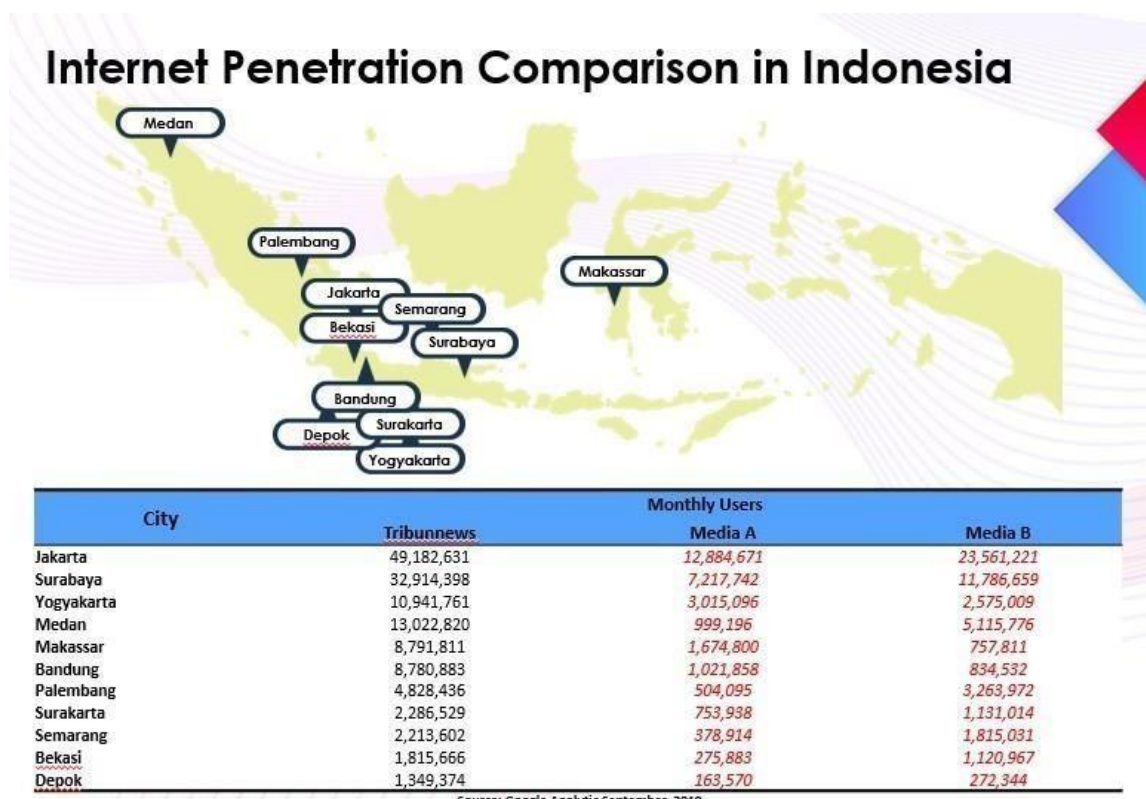 Internet Penetration Comparison in Indonesia
Medan
Palembang
Jakarta
Semarang
Makassar
Bekasi
Surabaya
Bandung
Surakarta
Depok
Yogyakarta
City Monthly Users
Tribunnews Media A Media B
Jakarta 49,182,631 12,884,671 23,561,221
Surabaya 32,914,398 7,217,742 11,786,659
Yogyakarta 10,941,761 3,015,096 2,575,009
Medan 13,022,820 999,196 5,115,776
Makassar 8,791,811 1,674,800 757,811
Bandung 8,780,883 1,021,858 834,532
Palembang 4,828,436 504,095 3,263,972
Surakarta 2,286,529 753,938 1,131,014
Semarang 2,213,602 378,914 1,815,031
Bekasi 1,815,666 275,883 1,120,967
Depok 1,349,374 163,570 272,344
Source: Google Analytic September